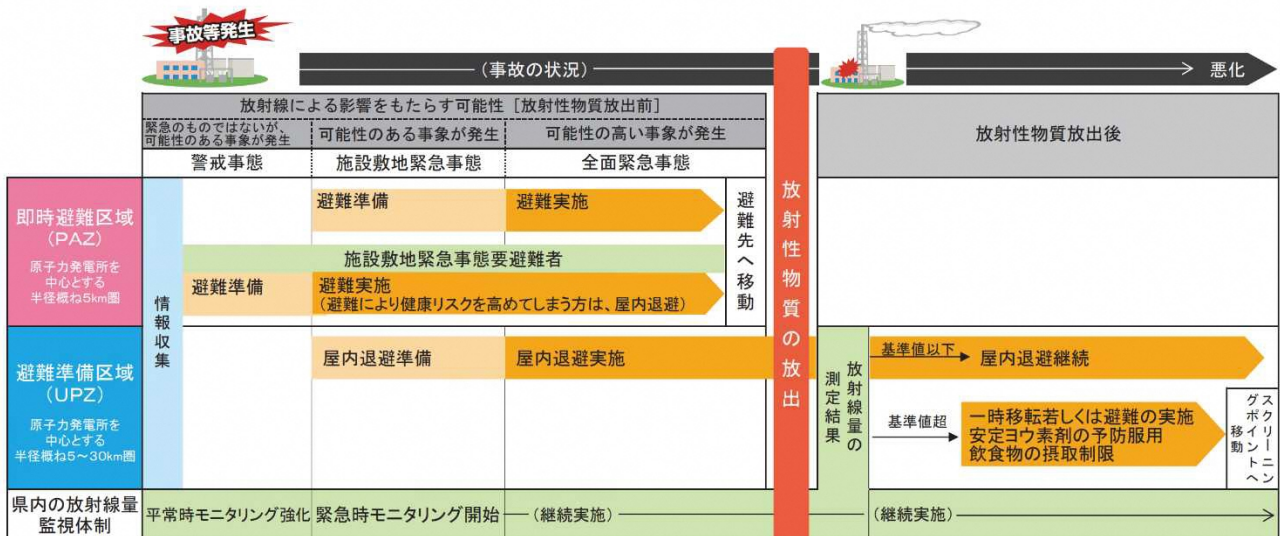 事故等発生
(事故の状況)
悪化
放射線による影響をもたらす可能性［放射性物質放出前］
緊急のものではないが、
可能性のある事象が発生
可能性のある事象が発生
可能性の高い事象が発生
放射性物質放出後
警戒事態
施設敷地緊急事態
全面緊急事態
放射性物質の放出
即時避難区域
(PAZ)
原子力発電所を
中心とする
半径概ね5km圏
情報収集
避難準備
避難実施
避難先へ移動
施設敷地緊急事態要避難者
避難準備
避難実施
(避難により健康リスクを高めてしまう方は、屋内退避)
避難準備区域
(UPZ)
原子力発電所を
中心とする
半径概ね5～30km圏
屋内退避準備
屋内退避実施
放射線量の
測定結果
基準値以下
屋内退避継続
基準値超
一時移転若しくは避難の実施
安定ヨウ素剤の予防服用
飲食物の摂取制限
スクリーニン
グポイントへ
移動
県内の放射線量
監視体制
平常時モニタリング強化
緊急時モニタリング開始
(継続実施)
(継続実施)